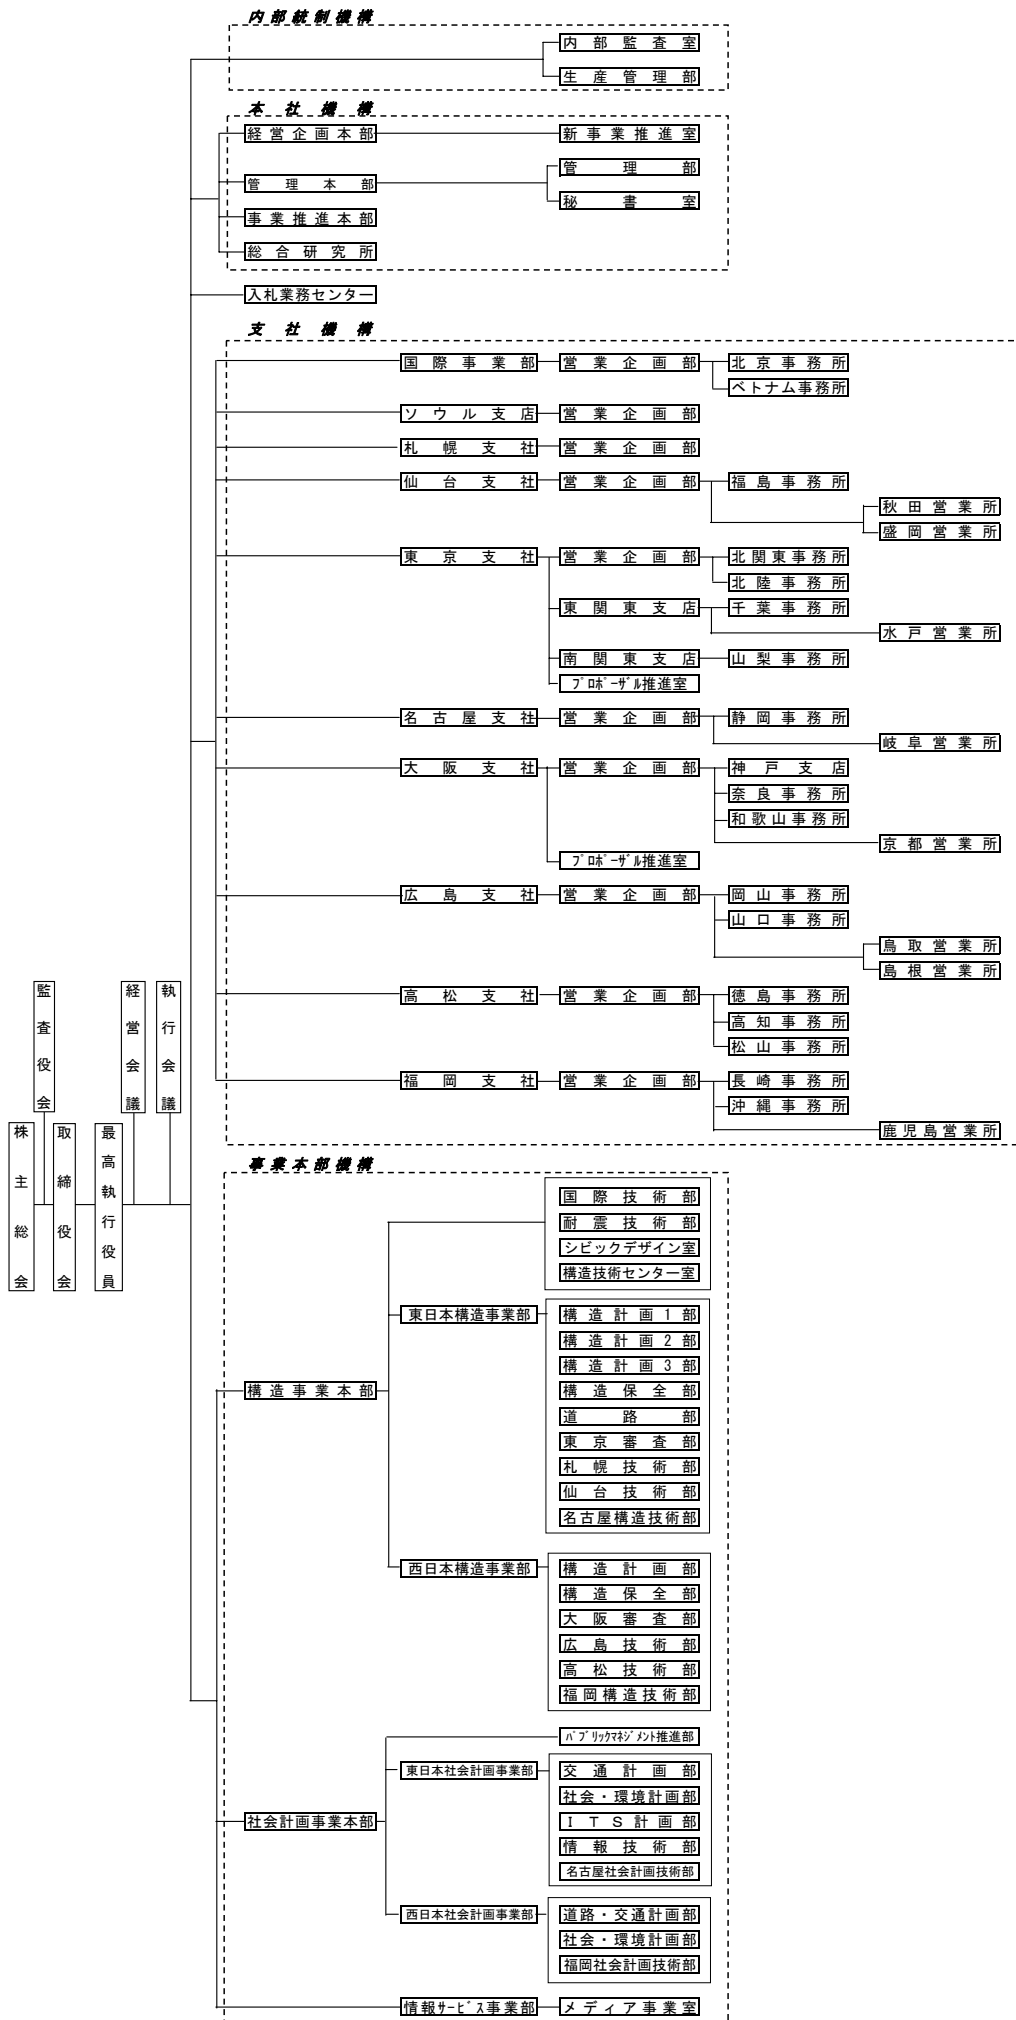 内部統制機構
内部監査室
生産管理部
本社機構
経営企画本部 新事業推進室
管理部
管理本部
秘書室
事業推進本部
総合研究所
入札業務センター
支社機構
国際事業部 営業企画部 北京事務所
ベトナム事務所
ソウル支店 営業企画部
札幌支社 営業企画部
仙台支社 営業企画部 福島事務所
秋田営業所
盛岡営業所
東京支社 営業企画部 北関東事務所
北陸事務所
東関東支店 千葉事務所
水戸営業所
南関東支店 山梨事務所
プロポーザル推進室
名古屋支社 営業企画部 静岡事務所
岐阜営業所
大阪支社 営業企画部 神戸支店
奈良事務所
和歌山事務所
京都営業所
プロポーザル推進室
広島支社 営業企画部 岡山事務所
山口事務所
鳥取営業所
島根営業所
高松支社 営業企画部 徳島事務所
高知事務所
松山事務所
福岡支社 営業企画部 長崎事務所
沖縄事務所
鹿児島営業所
株主総会
監査役会
取締役会
最高執行役員
経営会議
執行会議
事業本部機構
国際技術部
耐震技術部
シビックデザイン室
構造技術センター室
東日本構造事業部 構造計画1部
構造計画2部
構造計画3部
構造事業本部
構造保全部
道路部
東京審査部
札幌技術部
仙台技術部
名古屋構造技術部
西日本構造事業部 構造計画部
構造保全部
大阪審査部
広島技術部
高松技術部
福岡構造技術部
パブリックマネジメント推進部
東日本社会計画事業部 交通計画部
社会・環境計画部
社会計画事業本部 ITS計画部
情報技術部
名古屋社会計画技術部
西日本社会計画事業部 道路・交通計画部
社会・環境計画部
福岡社会計画技術部
情報サービス事業部 メディア事業室